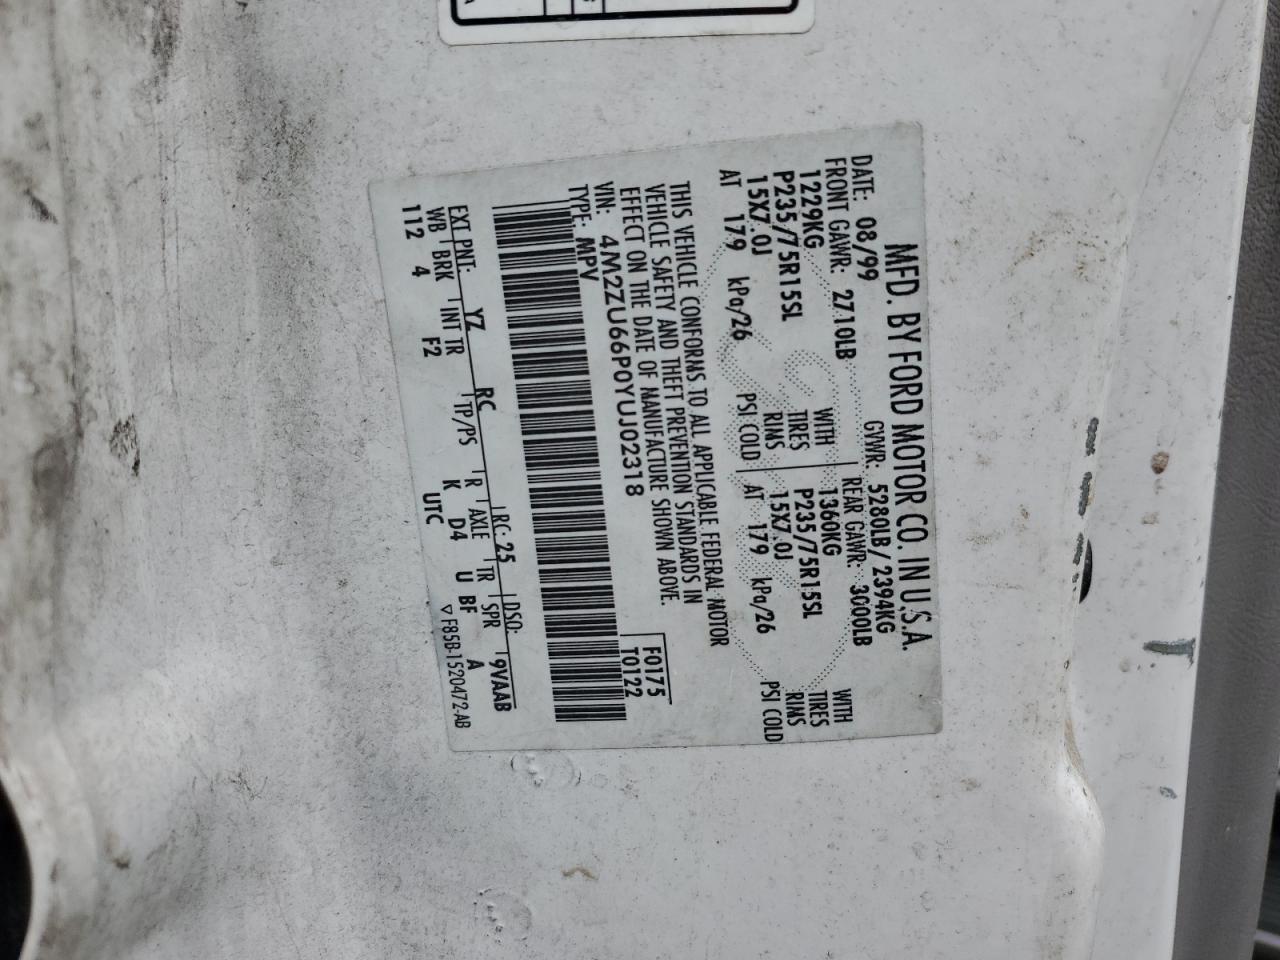 MFD. BY FORD MOTOR CO. IN U.S.A.
DATE: 08/99 GVWR: 5280LB / 2394KG
FRONT GAWR: 2710LB REAR GAWR: 3000LB
1229KG WITH 1360KG WITH
P235/75R15SL TIRES P235/75R15SL TIRES
15X7.0J RIMS 15X7.0J RIMS
AT 179 kPa/26 PSI COLD AT 179 kPa/26 PSI COLD
THIS VEHICLE CONFORMS TO ALL APPLICABLE FEDERAL MOTOR
VEHICLE SAFETY AND THEFT PREVENTION STANDARDS IN
EFFECT ON THE DATE OF MANUFACTURE SHOWN ABOVE.
VIN: 4M2ZU66P0YUJ02318 F0175
TYPE: MPV T0122
EXT PNT: YZ RC: 25 DSO: 9VAAB
WB BRK INT TR TP/PS R AXLE TR SPR
112 4 F2 K D4 U BF A
UTC ▽F85B-1520472-AB